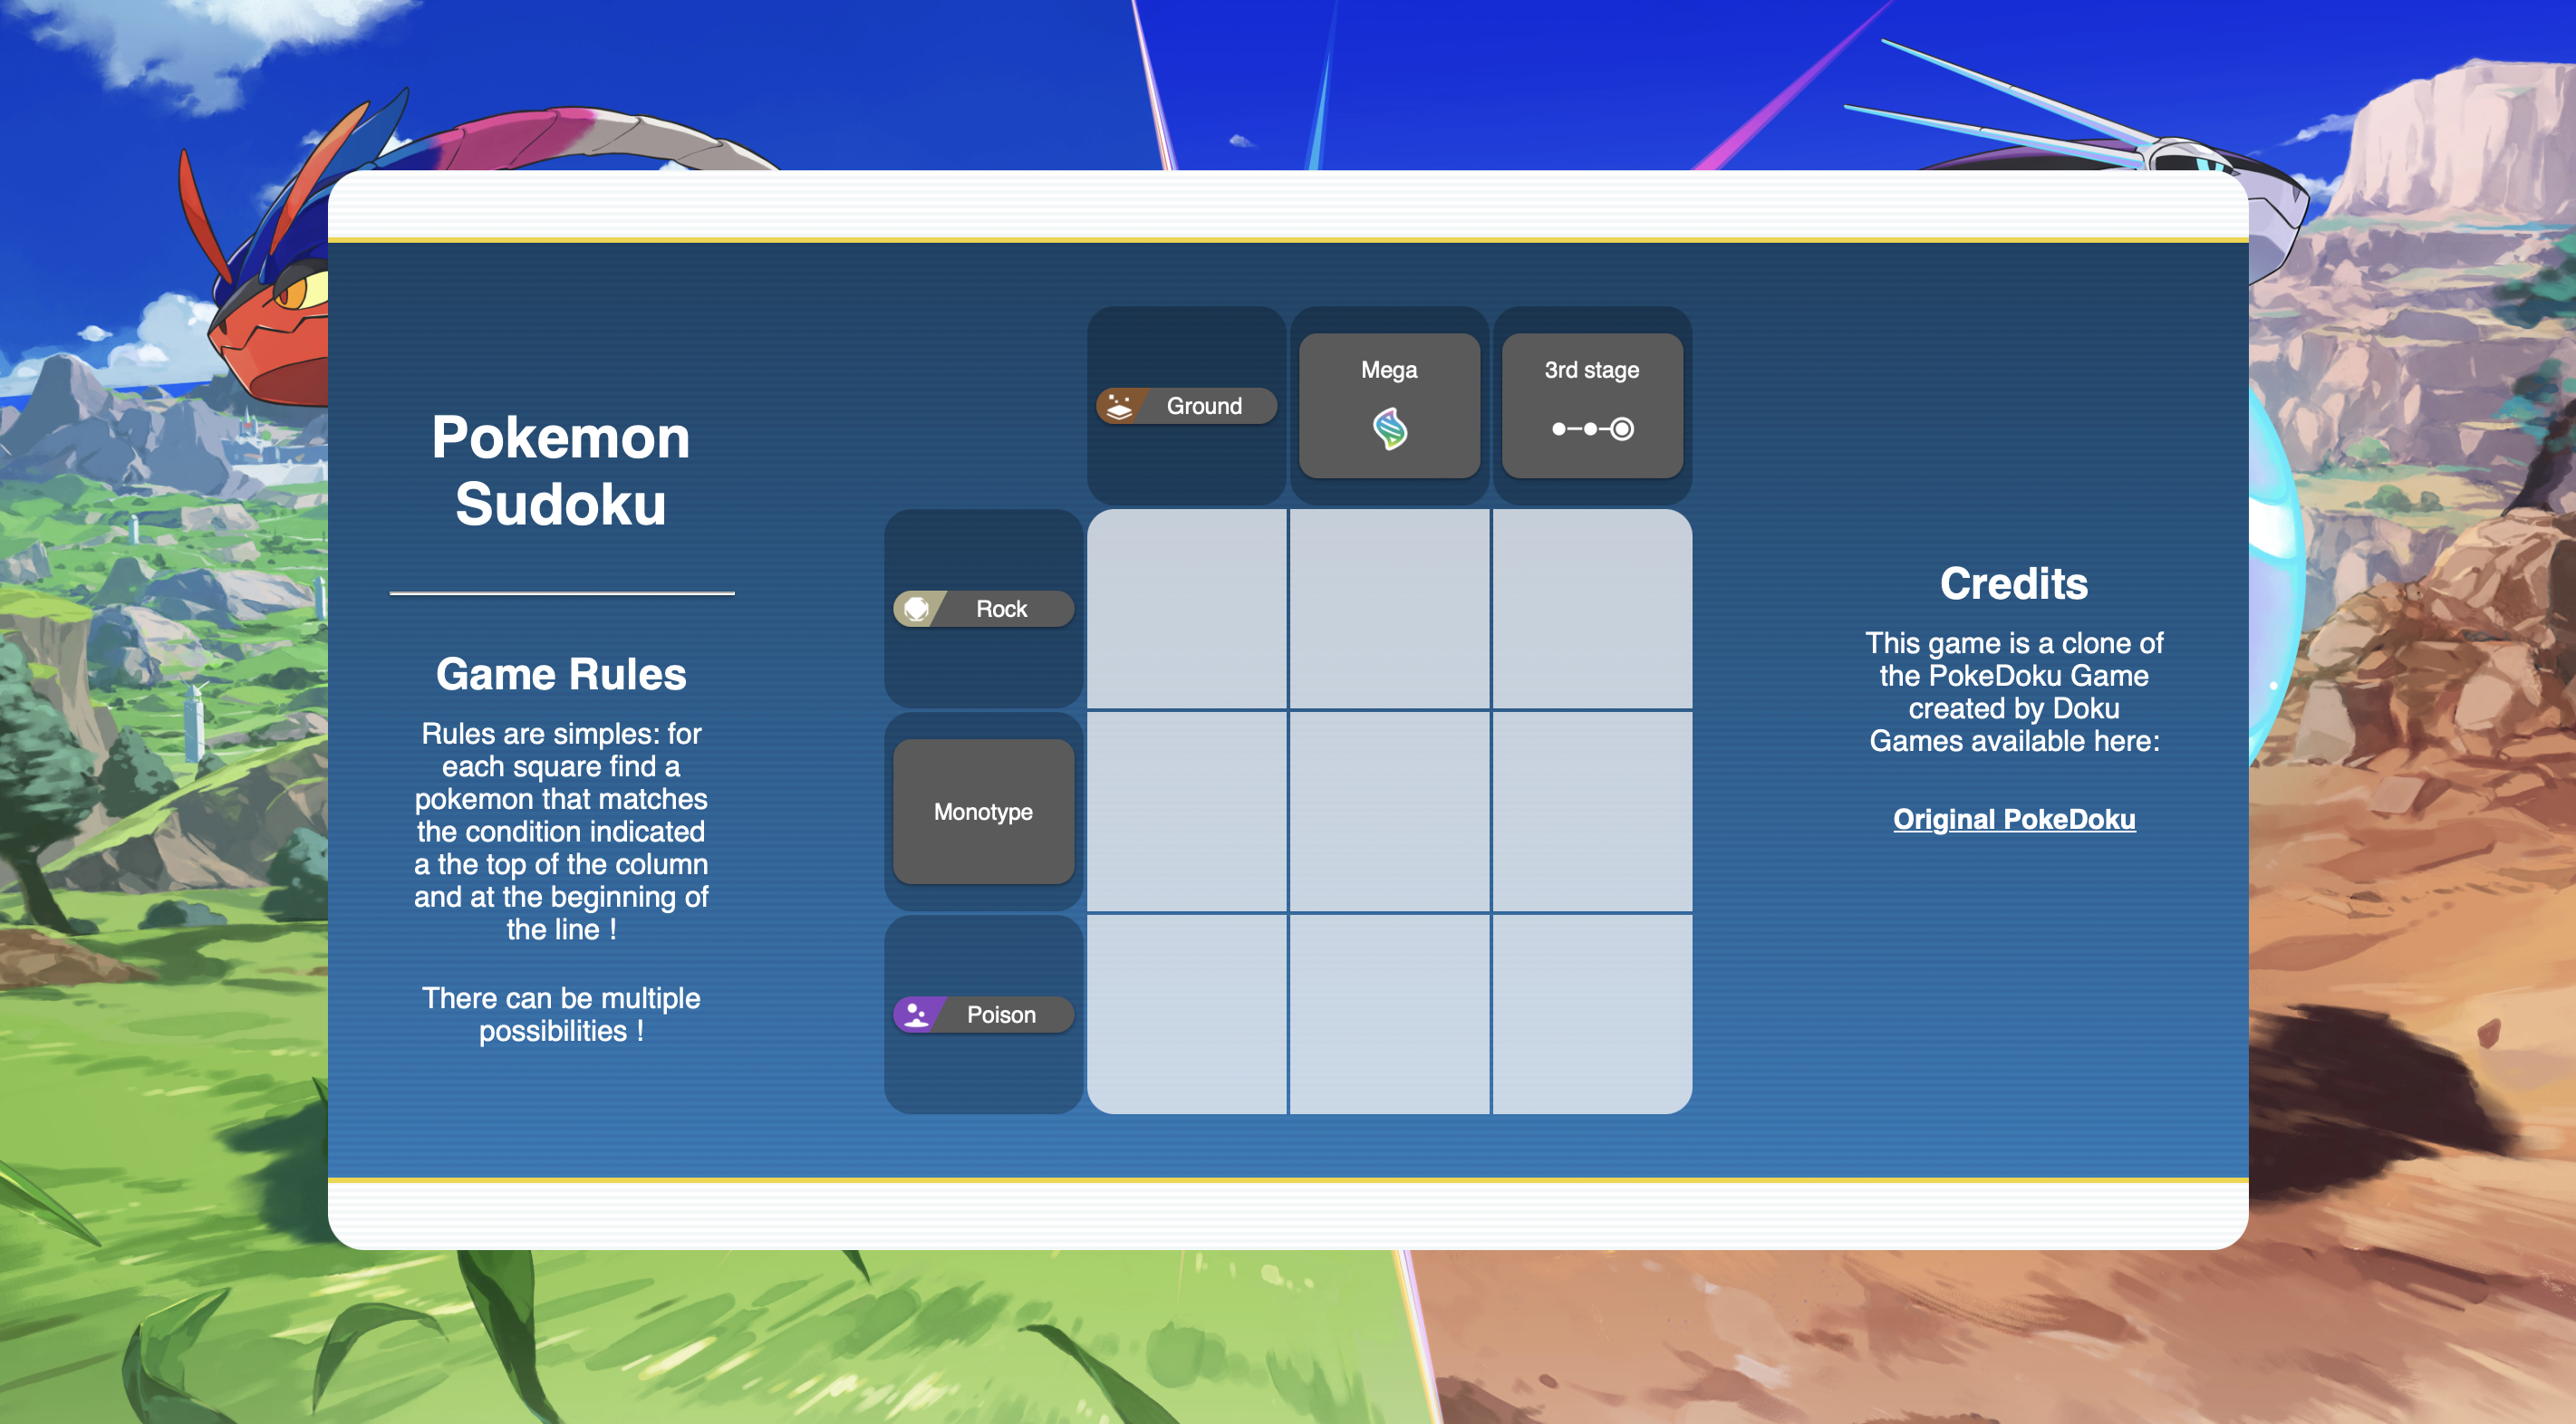 Pokemon
Sudoku
Game Rules
Rules are simples: for
each square find a
pokemon that matches
the condition indicated
a the top of the column
and at the beginning of
the line !
There can be multiple
possibilities !
Ground
Mega
3rd stage
Rock
Monotype
Poison
Credits
This game is a clone of
the PokeDoku Game
created by Doku
Games available here:
Original PokeDoku